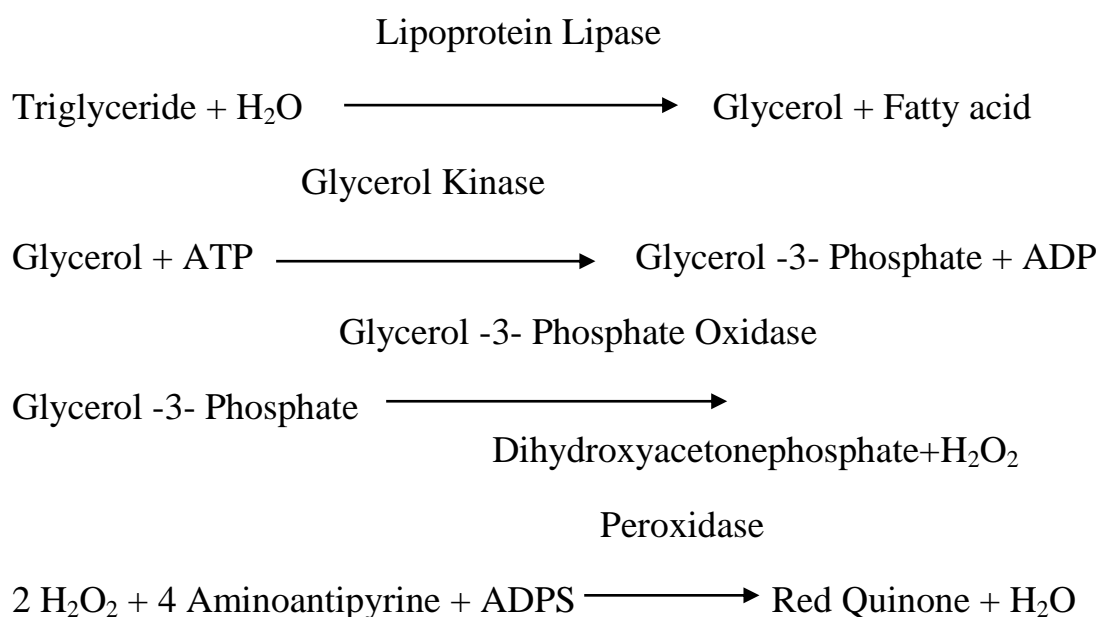 Lipoprotein Lipase
Triglyceride + H₂O ⟶ Glycerol + Fatty acid
Glycerol Kinase
Glycerol + ATP ⟶ Glycerol -3- Phosphate + ADP
Glycerol -3- Phosphate Oxidase
Glycerol -3- Phosphate ⟶
Dihydroxyacetonephosphate+H₂O₂
Peroxidase
2 H₂O₂ + 4 Aminoantipyrine + ADPS ⟶ Red Quinone + H₂O